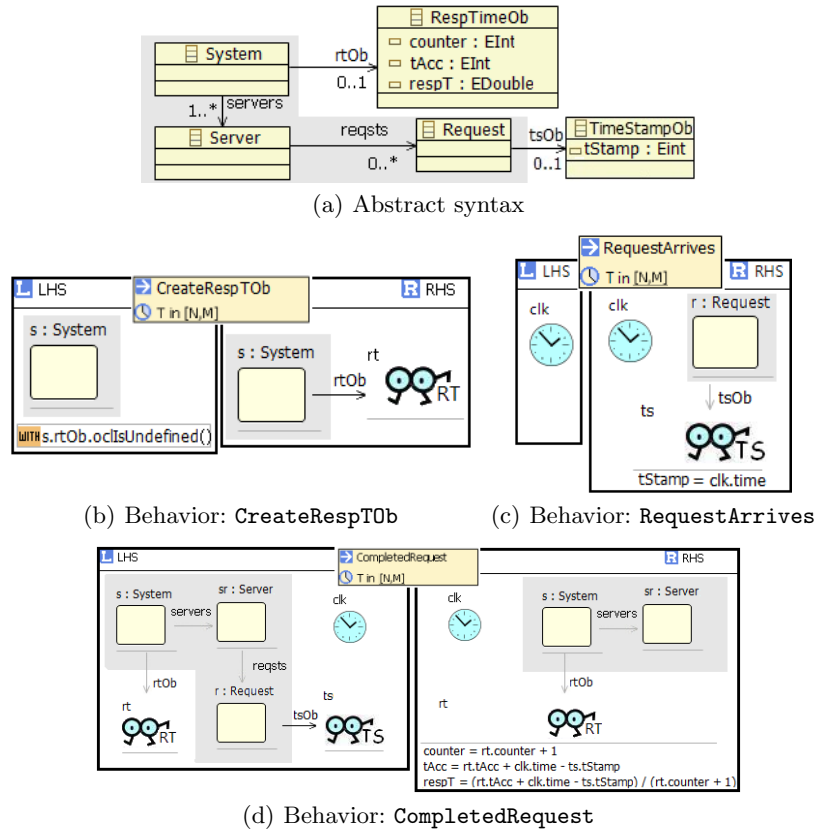 RespTimeOb
System
counter : EInt
rtOb
tAcc : EInt
0..1
respT : EDouble
1..*
servers
Server
reqsts
Request
tsOb
TimeStampOb
0..*
0..1
tStamp : Eint
(a) Abstract syntax
L LHS
CreateRespTOb
T in [N,M]
R RHS
s : System
WITH s.rtOb.oclIsUndefined()
s : System
rtOb
rt
RT
(b) Behavior: CreateRespTOb
L LHS
RequestArrives
T in [N,M]
R RHS
clk
clk
r : Request
tsOb
ts
TS
tStamp = clk.time
(c) Behavior: RequestArrives
L LHS
CompletedRequest
T in [N,M]
R RHS
s : System
servers
sr : Server
clk
rtOb
reqsts
rt
RT
r : Request
tsOb
ts
TS
clk
s : System
servers
sr : Server
rtOb
rt
RT
counter = rt.counter + 1
tAcc = rt.tAcc + clk.time - ts.tStamp
respT = (rt.tAcc + clk.time - ts.tStamp) / (rt.counter + 1)
(d) Behavior: CompletedRequest